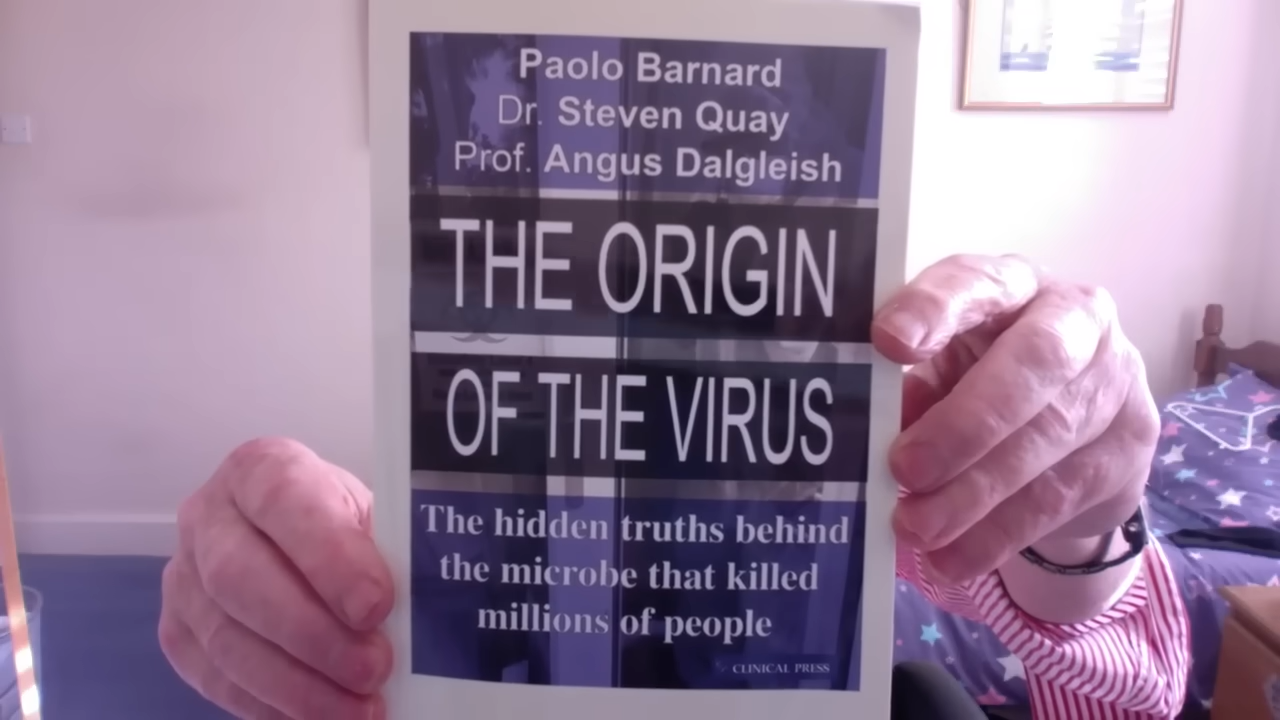 Paolo Barnard
Dr. Steven Quay
Prof. Angus Dalgleish
THE ORIGIN
OF THE VIRUS
The hidden truths behind
the microbe that killed
millions of people
CLINICAL PRESS